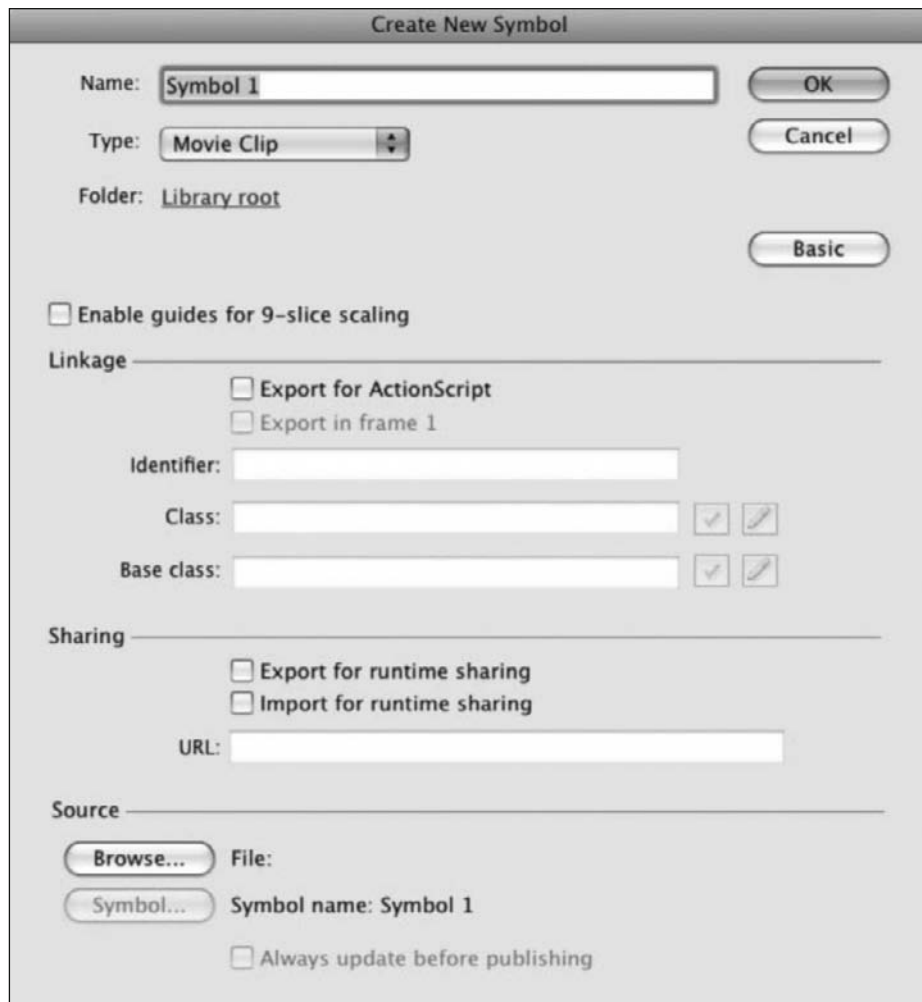 Create New Symbol
Name: Symbol 1 OK
Type: Movie Clip Cancel
Folder: Library root
Basic
Enable guides for 9-slice scaling
Linkage
Export for ActionScript
Export in frame 1
Identifier:
Class:
Base class:
Sharing
Export for runtime sharing
Import for runtime sharing
URL:
Source
Browse... File:
Symbol... Symbol name: Symbol 1
Always update before publishing